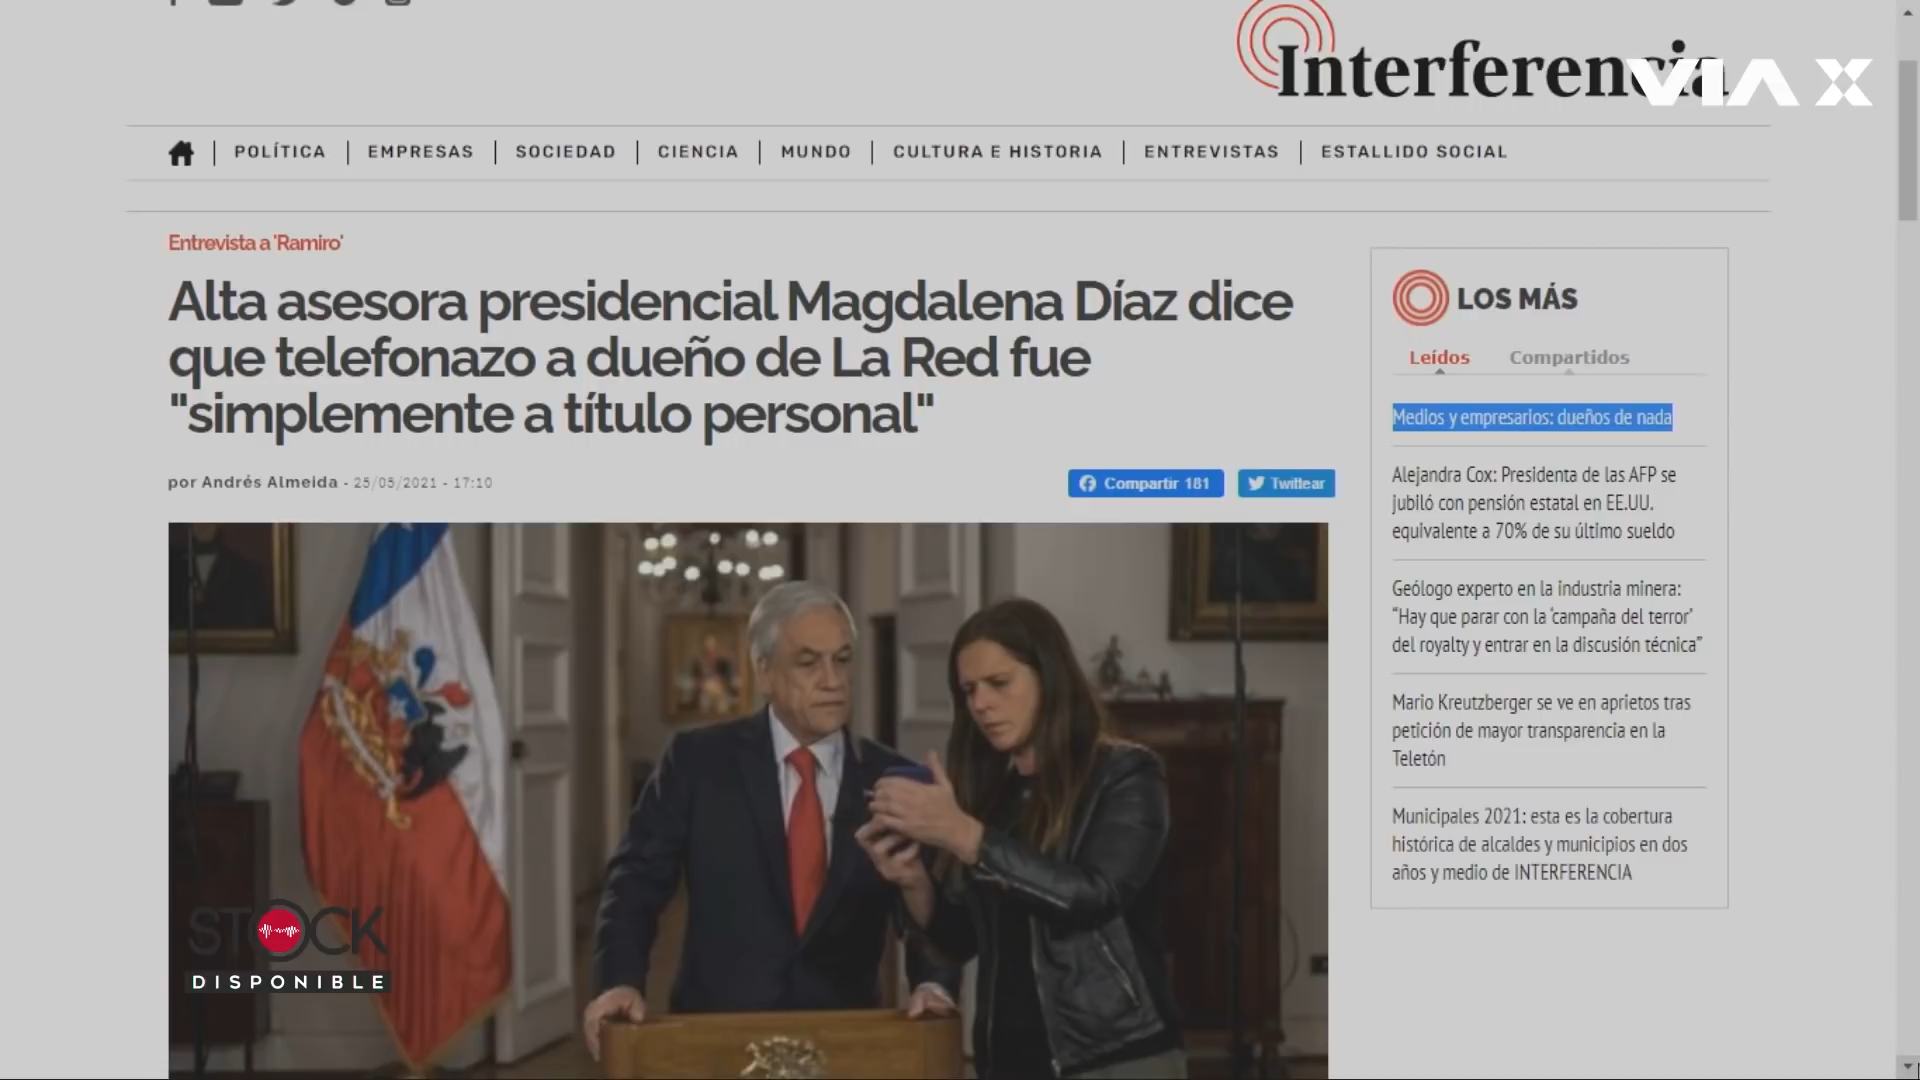 Interferencia
VIA X
POLÍTICA
EMPRESAS
SOCIEDAD
CIENCIA
MUNDO
CULTURA E HISTORIA
ENTREVISTAS
ESTALLIDO SOCIAL
Entrevista a 'Ramiro'
Alta asesora presidencial Magdalena Díaz dice
que telefonazo a dueño de La Red fue
"simplemente a título personal"
por Andrés Almeida - 25/05/2021 - 17:10
Compartir 181
Twittear
LOS MÁS
Leídos
Compartidos
Medios y empresarios: dueños de nada
Alejandra Cox: Presidenta de las AFP se
jubiló con pensión estatal en EE.UU.
equivalente a 70% de su último sueldo
Geólogo experto en la industria minera:
“Hay que parar con la ‘campaña del terror’
del royalty y entrar en la discusión técnica”
Mario Kreutzberger se ve en aprietos tras
petición de mayor transparencia en la
Teletón
Municipales 2021: esta es la cobertura
histórica de alcaldes y municipios en dos
años y medio de INTERFERENCIA
STOCK
DISPONIBLE